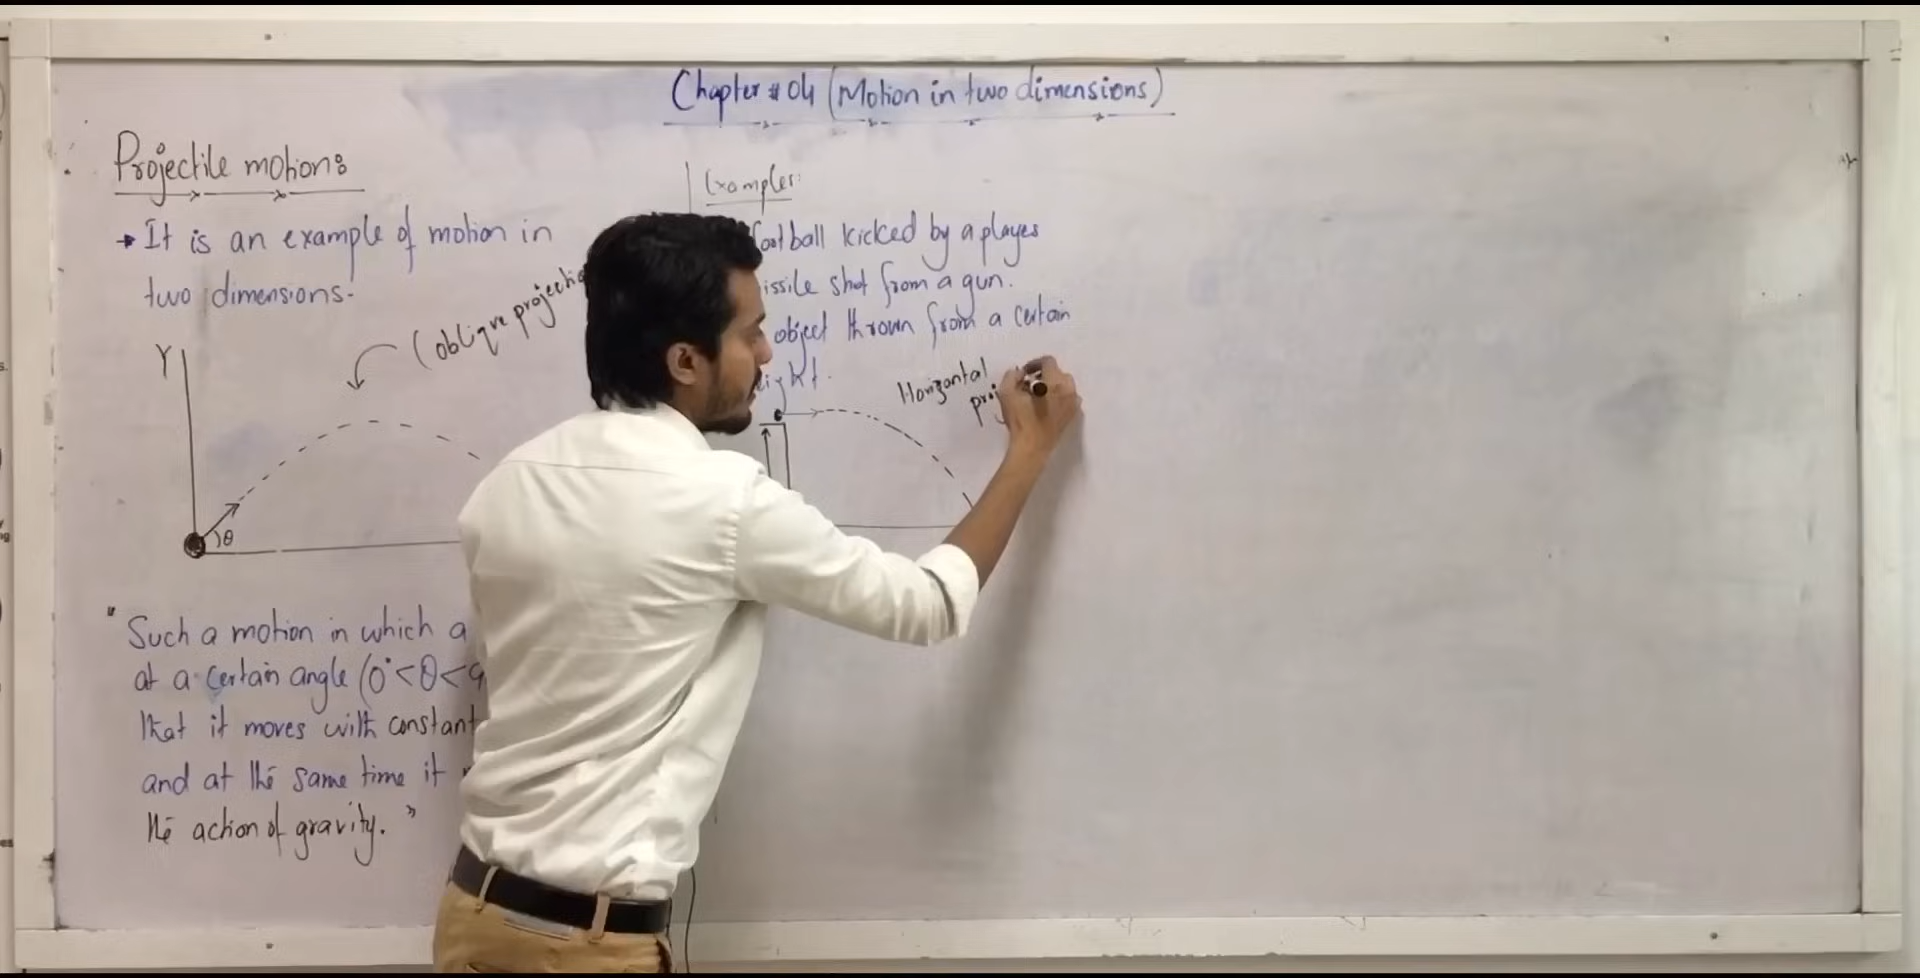 Chapter # 04 (Motion in two dimensions)
Projectile motion:
→ It is an example of motion in
two dimensions.
(oblique projectio
Y
θ
"Such a motion in which a
at a certain angle (0°<θ<9
that it moves with constant
and at the same time it
the action of gravity."
Examples:
football kicked by a player
issile shot from a gun.
object thrown from a certain
eight.
Horizontal
proj